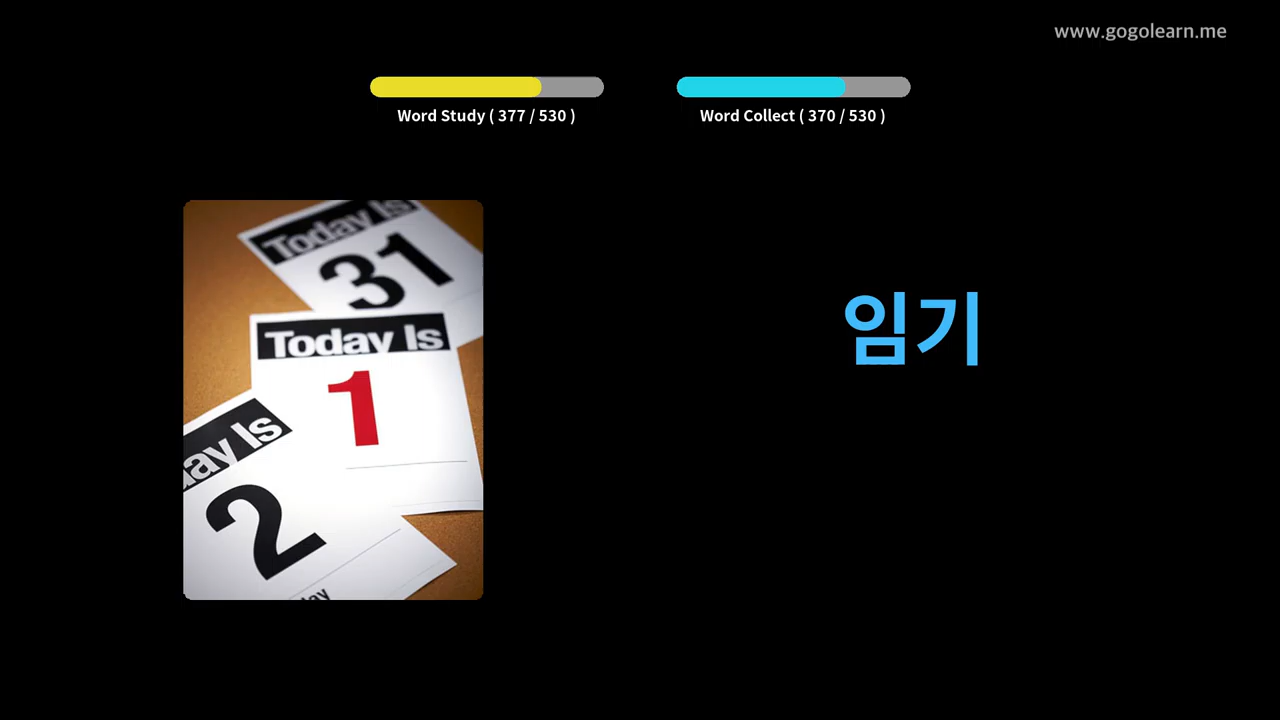 www.gogolearn.me
Word Study ( 377 / 530 )
Word Collect ( 370 / 530 )
Today Is
31
Today Is
1
ay Is
2
ay
임기